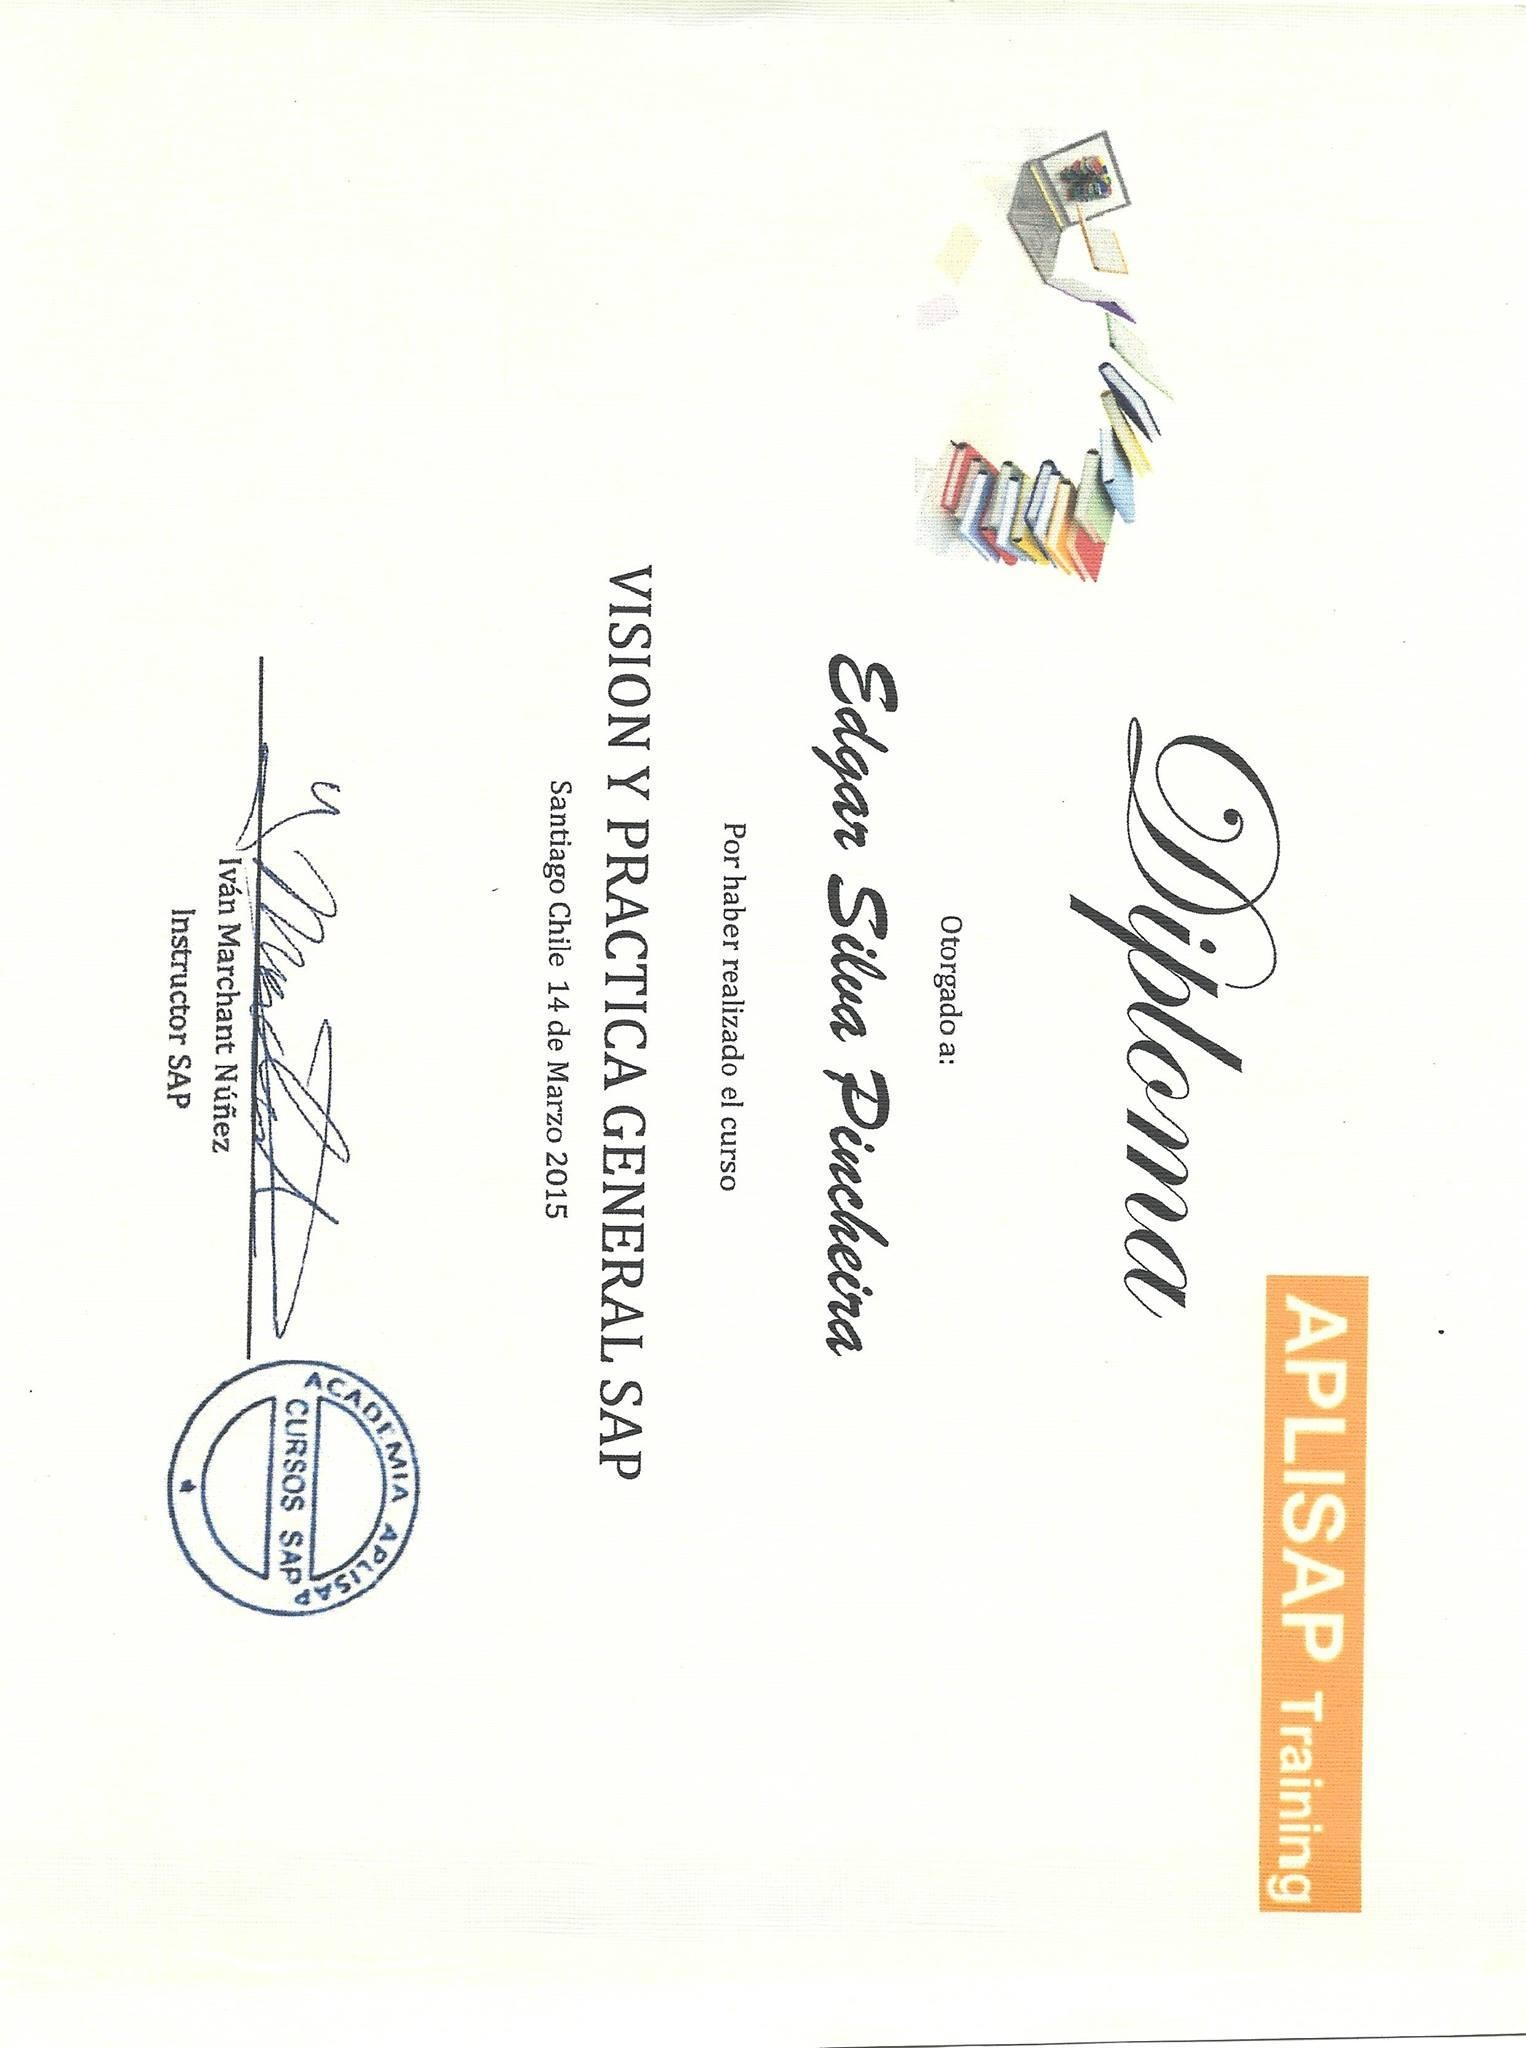 APLISAP Training
Diploma
Otorgado a:
Edgar Silva Pincheira
Por haber realizado el curso
VISION Y PRACTICA GENERAL SAP
Santiago Chile 14 de Marzo 2015
Iván Marchant Núñez
Instructor SAP
ACADEMIA APLISAP
CURSOS SAP